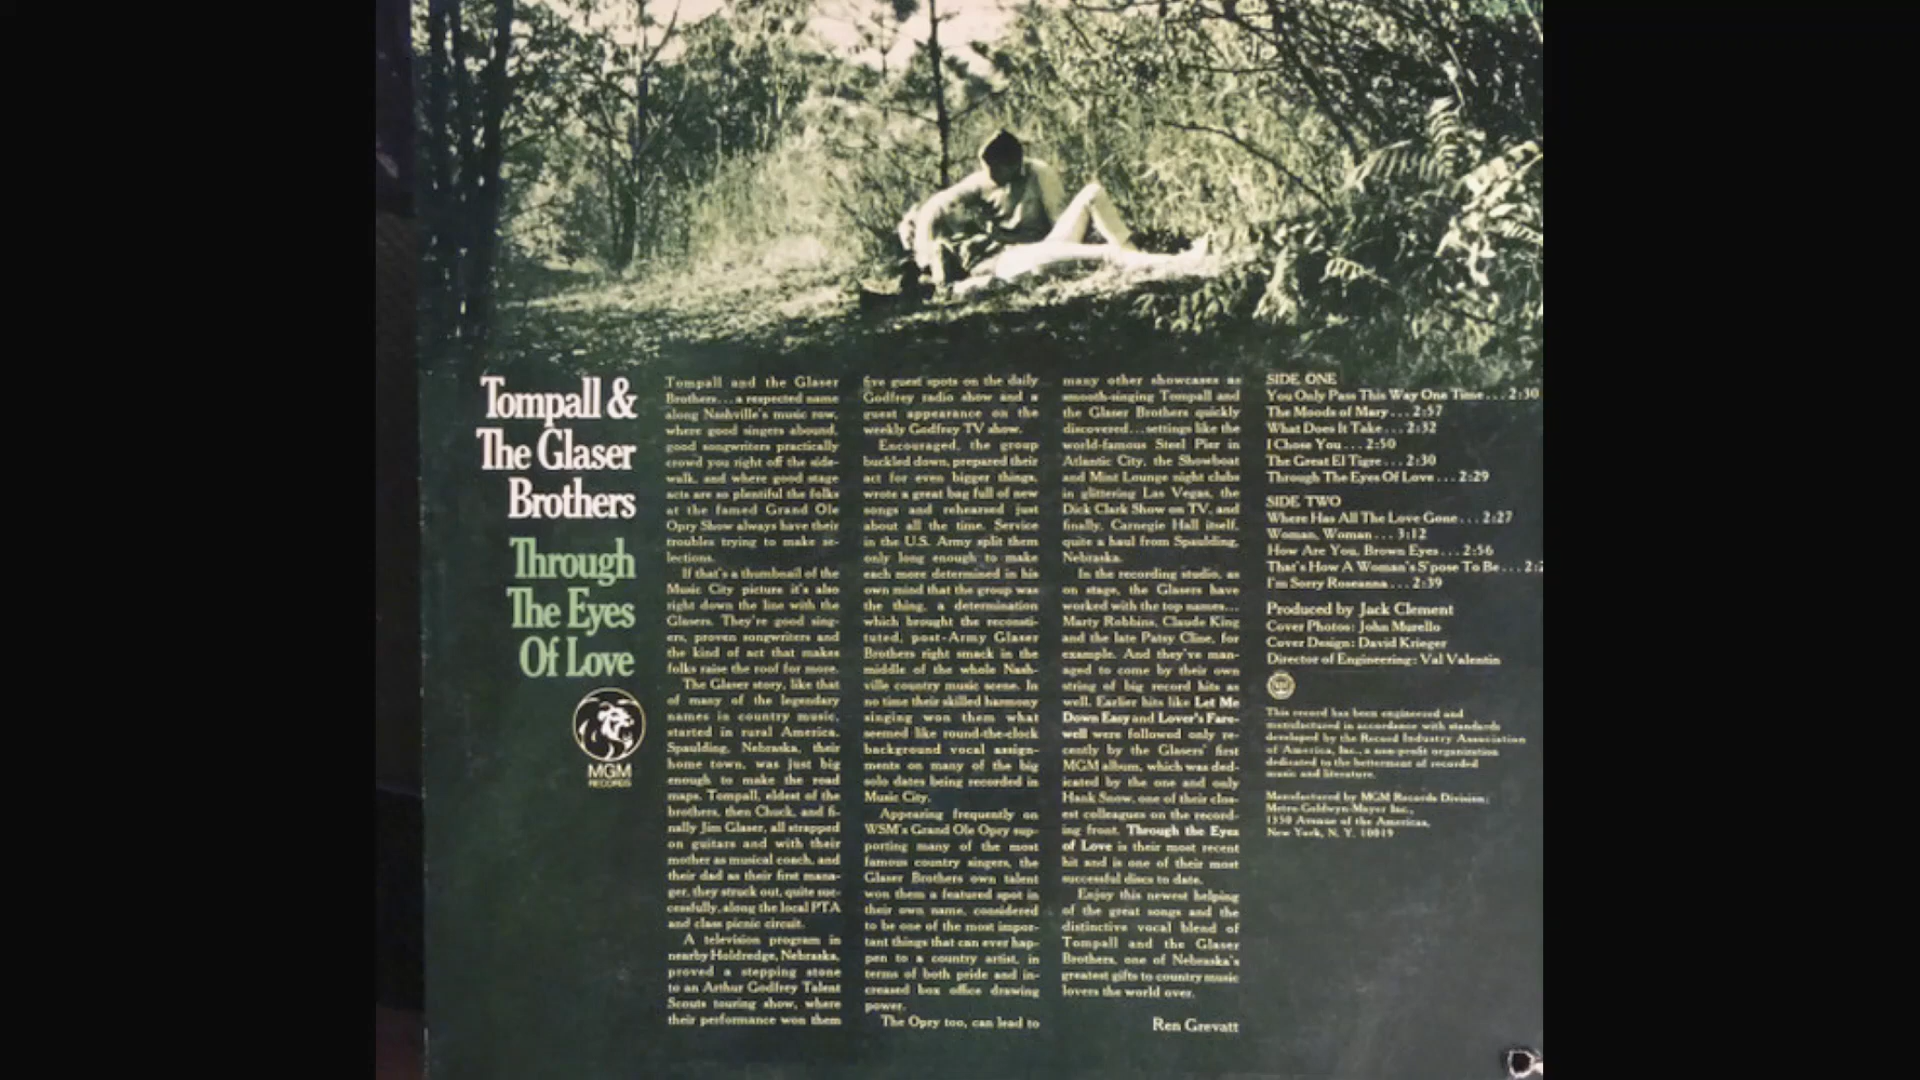 Tompall &
The Glaser
Brothers
Through
The Eyes
Of Love
MGM
RECORDS
Tompall and the Glaser
Brothers...a respected name
along Nashville's music row,
where good singers abound,
good songwriters practically
crowd you right off the side-
walk, and where good stage
acts are so plentiful the folks
at the famed Grand Ole
Opry Show always have their
troubles trying to make se-
lections.
If that's a thumbnail of the
Music City picture it's also
right down the line with the
Glasers. They're good sing-
ers, proven songwriters and
the kind of act that makes
folks raise the roof for more.
The Glaser story, like that
of many of the legendary
names in country music,
started in rural America.
Spaulding, Nebraska, their
home town, was just big
enough to make the road
maps. Tompall, eldest of the
brothers, then Chuck, and fi-
nally Jim Glaser, all strapped
on guitars and with their
mother as musical coach, and
their dad as their first mana-
ger, they struck out, quite suc-
cessfully, along the local PTA
and class picnic circuit.
A television program in
nearby Holdredge, Nebraska,
proved a stepping stone
to an Arthur Godfrey Talent
Scouts touring show, where
their performance won them
five guest spots on the daily
Godfrey radio show and a
guest appearance on the
weekly Godfrey TV show.
Encouraged, the group
buckled down, prepared their
act for even bigger things,
wrote a great bag full of new
songs and rehearsed just
about all the time. Service
in the U.S. Army split them
only long enough to make
each more determined in his
own mind that the group was
the thing, a determination
which brought the reconsti-
tuted, post-Army Glaser
Brothers right smack in the
middle of the whole Nash-
ville country music scene. In
no time their skilled harmony
singing won them what
seemed like round-the-clock
background vocal assign-
ments on many of the big
solo dates being recorded in
Music City.
Appearing frequently on
WSM's Grand Ole Opry sup-
porting many of the most
famous country singers, the
Glaser Brothers own talent
won them a featured spot in
their own name, considered
to be one of the most impor-
tant things that can ever hap-
pen to a country artist, in
terms of both pride and in-
creased box office drawing
power.
The Opry too, can lead to
many other showcases as
smooth-singing Tompall and
the Glaser Brothers quickly
discovered...settings like the
world-famous Steel Pier in
Atlantic City, the Showboat
and Mint Lounge night clubs
in glittering Las Vegas, the
Dick Clark Show on TV, and
finally, Carnegie Hall itself,
quite a haul from Spaulding,
Nebraska.
In the recording studio, as
on stage, the Glasers have
worked with the top names...
Marty Robbins, Claude King
and the late Patsy Cline, for
example. And they've man-
aged to come by their own
string of big record hits as
well. Earlier hits like Let Me
Down Easy and Lover's Fare-
well were followed only re-
cently by the Glasers' first
MGM album, which was ded-
icated by the one and only
Hank Snow, one of their clos-
est colleagues on the record-
ing front. Through the Eyes
of Love is their most recent
hit and is one of their most
successful discs to date.
Enjoy this newest helping
of the great songs and the
distinctive vocal blend of
Tompall and the Glaser
Brothers, one of Nebraska's
greatest gifts to country music
lovers the world over.
Ren Grevatt
SIDE ONE
You Only Pass This Way One Time...2:30
The Moods of Mary...2:57
What Does It Take...2:32
I Chose You...2:50
The Great El Tigre...2:30
Through The Eyes Of Love...2:29
SIDE TWO
Where Has All The Love Gone...2:27
Woman, Woman...3:12
How Are You, Brown Eyes...2:56
That's How A Woman's S'pose To Be...2:
I'm Sorry Roseanna...2:39
Produced by Jack Clement
Cover Photos: John Murello
Cover Design: David Krieger
Director of Engineering: Val Valentin
This record has been engineered and
manufactured in accordance with standards
developed by the Record Industry Association
of America, Inc., a non-profit organization
dedicated to the betterment of recorded
music and literature.
Manufactured by MGM Records Division:
Metro-Goldwyn-Mayer Inc.,
1350 Avenue of the Americas,
New York, N. Y. 10019